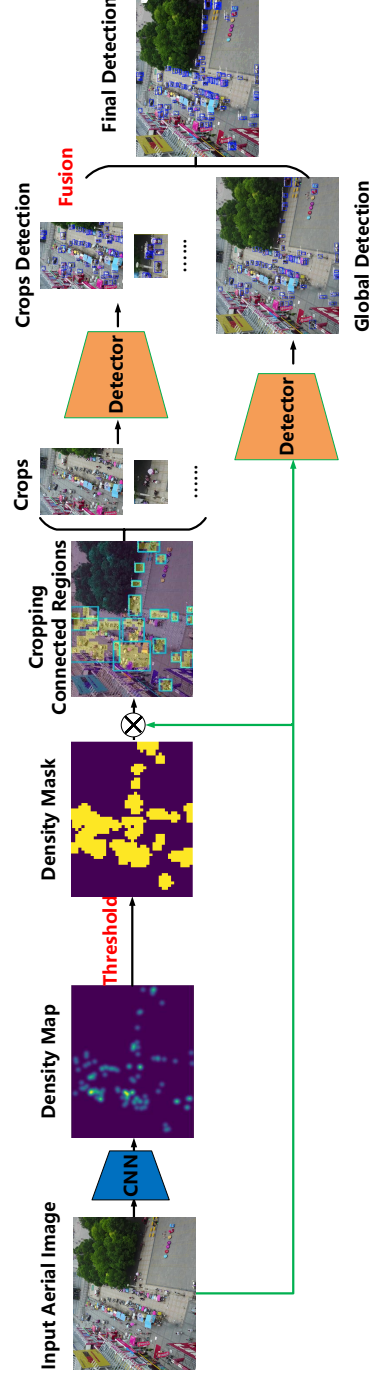 Input Aerial Image
CNN
Density Map
Threshold
Density Mask
Cropping
Connected Regions
Crops
......
Detector
Crops Detection
......
Fusion
Detector
Global Detection
Final Detection